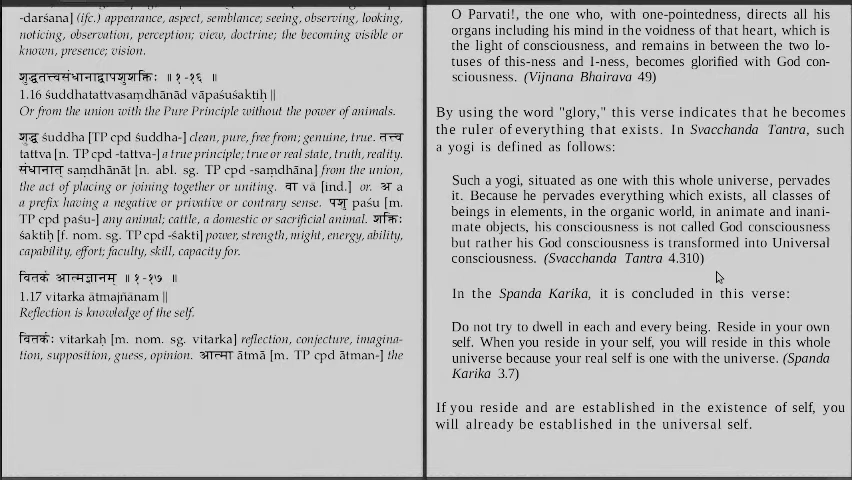 -darśana] (ifc.) appearance, aspect, semblance; seeing, observing, looking,
noticing, observation, perception; view, doctrine; the becoming visible or
known, presence; vision.
शुद्धतत्त्वसंधानाद्वापशुशक्तिः ॥ १-१६ ॥
1.16 śuddhatattvasaṃdhānād vāpaśuśaktiḥ ||
Or from the union with the Pure Principle without the power of animals.
शुद्ध śuddha [TP cpd śuddha-] clean, pure, free from; genuine, true. तत्त्व
tattva [n. TP cpd -tattva-] a true principle; true or real state, truth, reality.
संधानात् saṃdhānāt [n. abl. sg. TP cpd -saṃdhāna] from the union,
the act of placing or joining together or uniting. वा vā [ind.] or. अ a
a prefix having a negative or privative or contrary sense. पशु paśu [m.
TP cpd paśu-] any animal; cattle, a domestic or sacrificial animal. शक्तिः
śaktiḥ [f. nom. sg. TP cpd -śakti] power, strength, might, energy, ability,
capability, effort; faculty, skill, capacity for.
वितर्क आत्मज्ञानम् ॥ १-१७ ॥
1.17 vitarka ātmajñānam ||
Reflection is knowledge of the self.
वितर्कः vitarkaḥ [m. nom. sg. vitarka] reflection, conjecture, imagina-
tion, supposition, guess, opinion. आत्मा ātmā [m. TP cpd ātman-] the
O Parvati!, the one who, with one-pointedness, directs all his
organs including his mind in the voidness of that heart, which is
the light of consciousness, and remains in between the two lo-
tuses of this-ness and I-ness, becomes glorified with God con-
sciousness. (Vijnana Bhairava 49)
By using the word "glory," this verse indicates that he becomes
the ruler of everything that exists. In Svacchanda Tantra, such
a yogi is defined as follows:
Such a yogi, situated as one with this whole universe, pervades
it. Because he pervades everything which exists, all classes of
beings in elements, in the organic world, in animate and inani-
mate objects, his consciousness is not called God consciousness
but rather his God consciousness is transformed into Universal
consciousness. (Svacchanda Tantra 4.310)
In the Spanda Karika, it is concluded in this verse:
Do not try to dwell in each and every being. Reside in your own
self. When you reside in your self, you will reside in this whole
universe because your real self is one with the universe. (Spanda
Karika 3.7)
If you reside and are established in the existence of self, you
will already be established in the universal self.